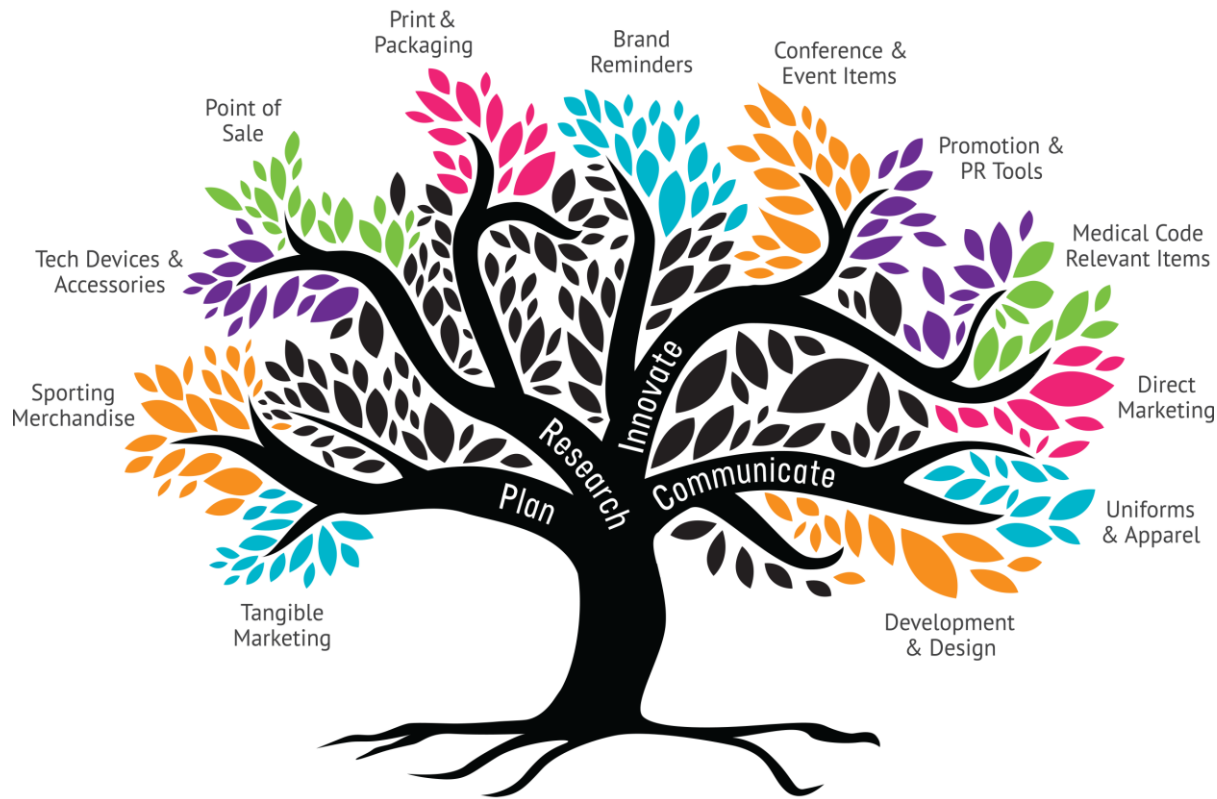 Print &
Packaging
Brand
Reminders
Conference &
Event Items
Point of
Sale
Promotion &
PR Tools
Medical Code
Relevant Items
Tech Devices &
Accessories
Sporting
Merchandise
Direct
Marketing
Innovate
Research
Communicate
Plan
Uniforms
& Apparel
Tangible
Marketing
Development
& Design